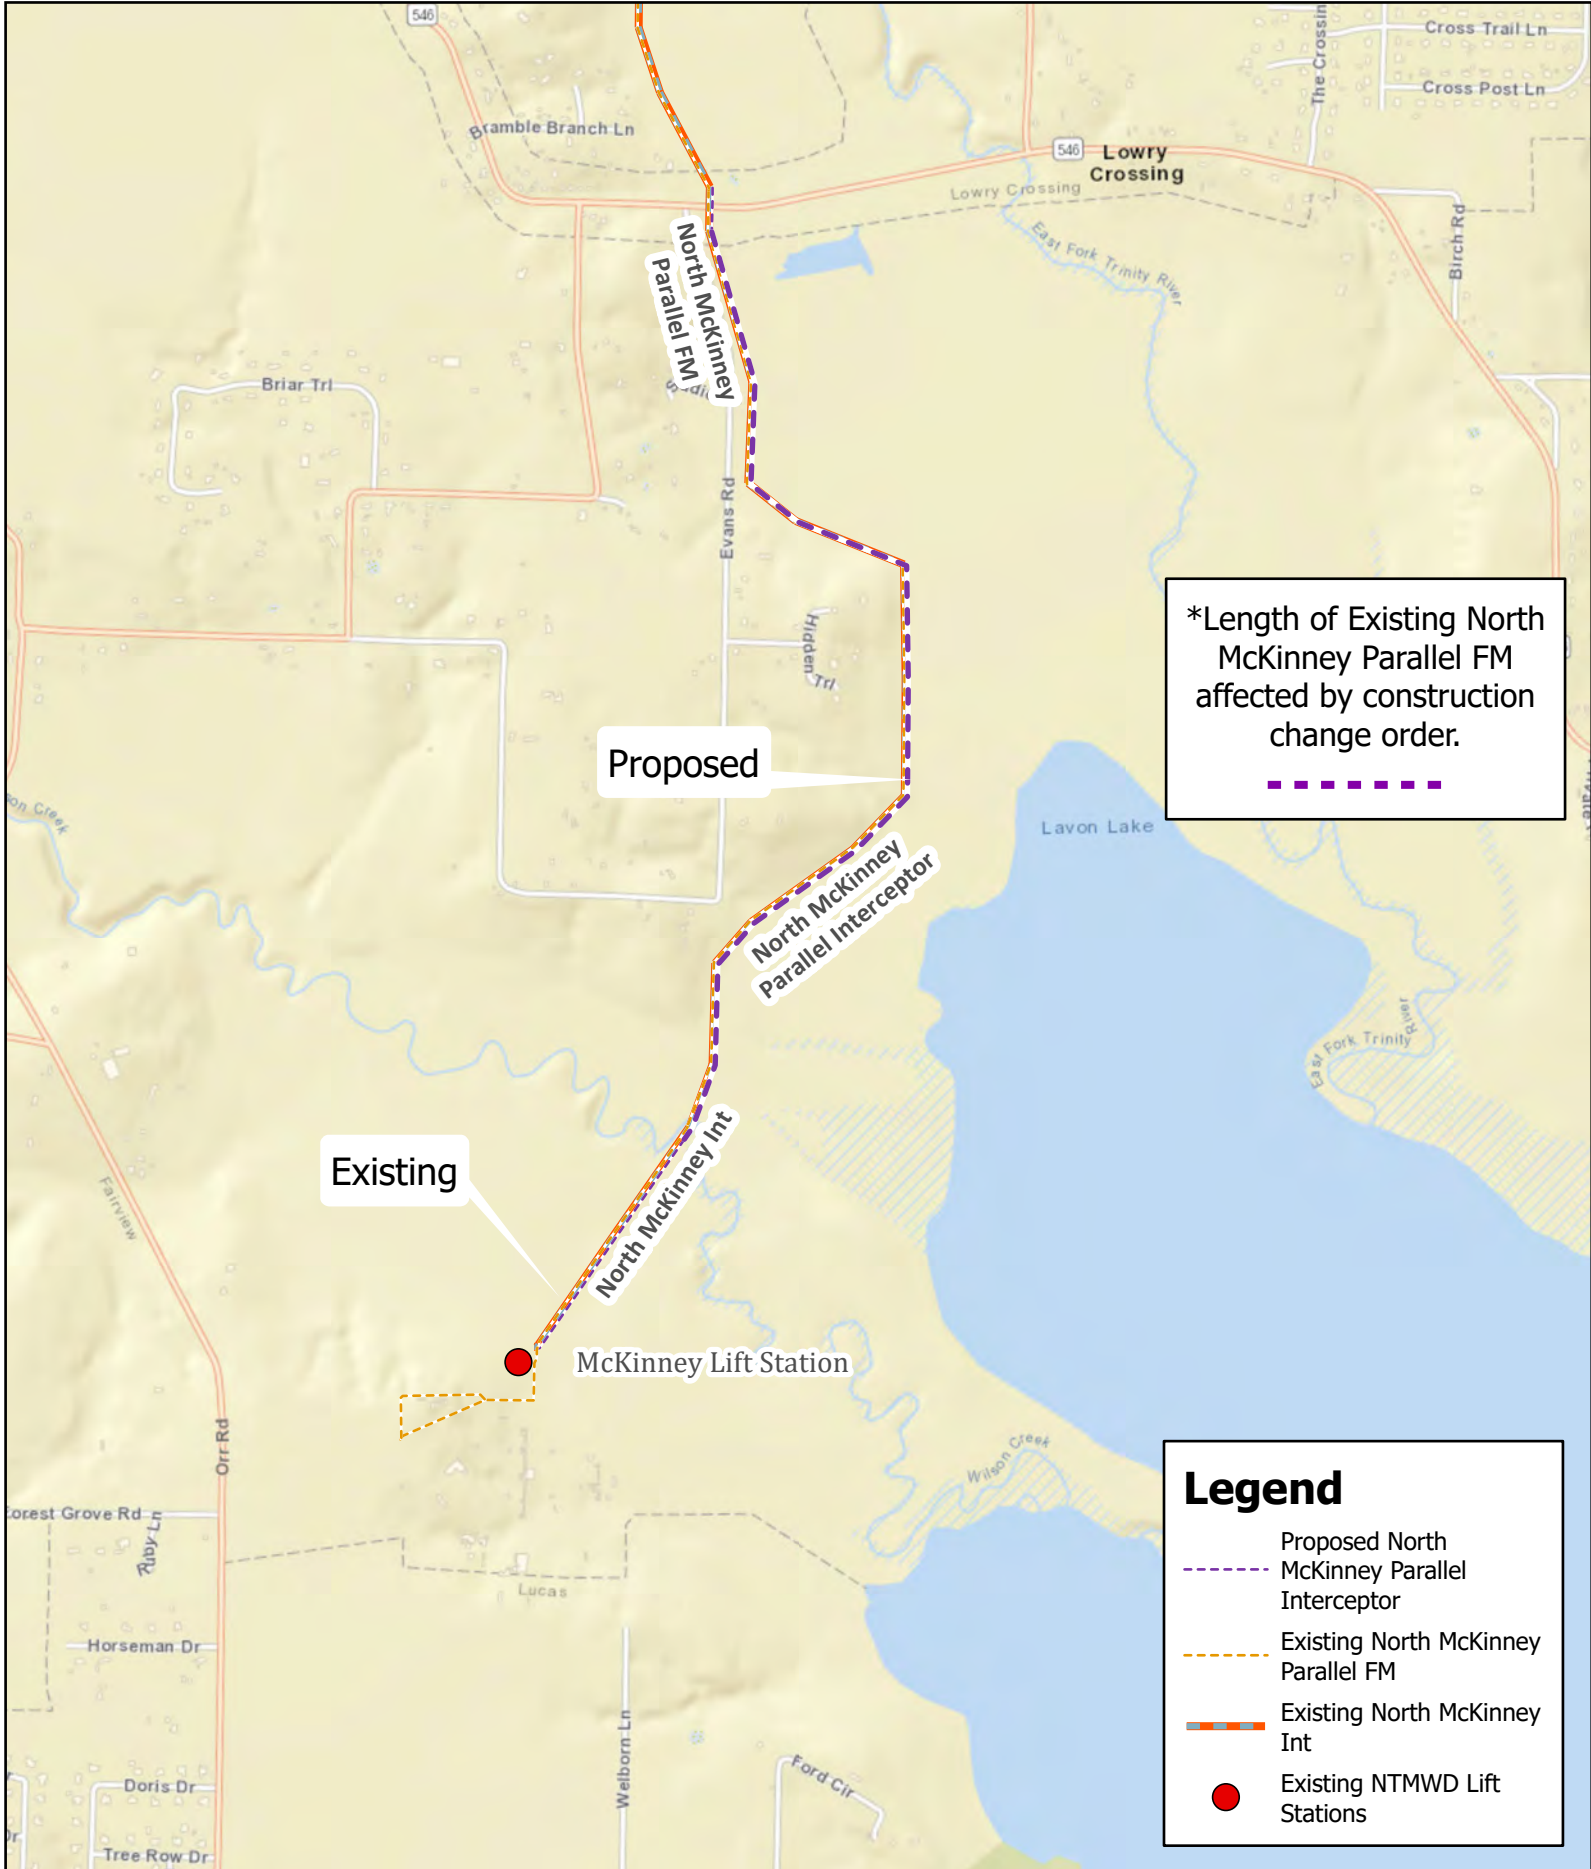 546
Cross Trail Ln
The Crossin
Cross Post Ln
Bramble Branch Ln
546
Lowry
Crossing
Lowry Crossing
Birch Rd
East Fork Trinity River
North McKinney
Parallel FM
Briar Trl
Evans Rd
Hidden Trl
*Length of Existing North
McKinney Parallel FM
affected by construction
change order.
Proposed
son Creek
Lavon Lake
North McKinney
Parallel Interceptor
East Fork Trinity River
North McKinney Int
Existing
Fairview
McKinney Lift Station
Orr Rd
Wilson Creek
Forest Grove Rd
Ruby Ln
Lucas
Horseman Dr
Welborn Ln
Ford Cir
Doris Dr
Dr
Tree Row Dr
Legend
Proposed North
McKinney Parallel
Interceptor
Existing North McKinney
Parallel FM
Existing North McKinney
Int
Existing NTMWD Lift
Stations